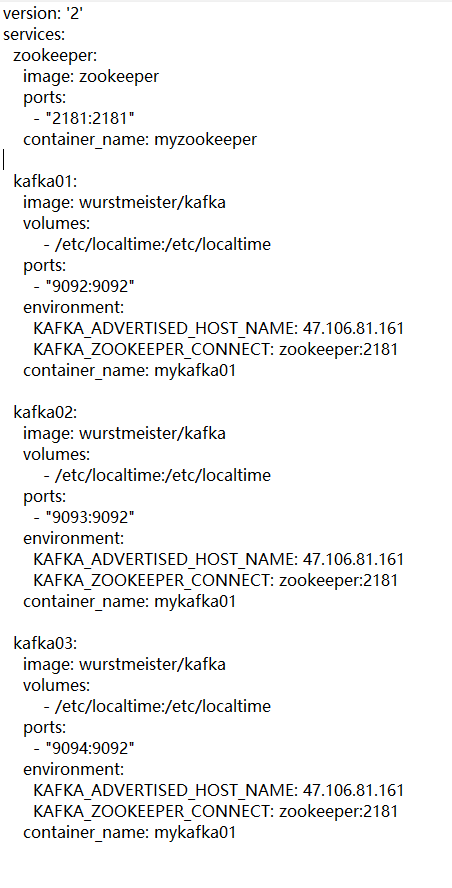 version: '2'
services:
  zookeeper:
    image: zookeeper
    ports:
      - "2181:2181"
    container_name: myzookeeper

  kafka01:
    image: wurstmeister/kafka
    volumes:
        - /etc/localtime:/etc/localtime
    ports:
      - "9092:9092"
    environment:
      KAFKA_ADVERTISED_HOST_NAME: 47.106.81.161
      KAFKA_ZOOKEEPER_CONNECT: zookeeper:2181
    container_name: mykafka01

  kafka02:
    image: wurstmeister/kafka
    volumes:
        - /etc/localtime:/etc/localtime
    ports:
      - "9093:9092"
    environment:
      KAFKA_ADVERTISED_HOST_NAME: 47.106.81.161
      KAFKA_ZOOKEEPER_CONNECT: zookeeper:2181
    container_name: mykafka01

  kafka03:
    image: wurstmeister/kafka
    volumes:
        - /etc/localtime:/etc/localtime
    ports:
      - "9094:9092"
    environment:
      KAFKA_ADVERTISED_HOST_NAME: 47.106.81.161
      KAFKA_ZOOKEEPER_CONNECT: zookeeper:2181
    container_name: mykafka01